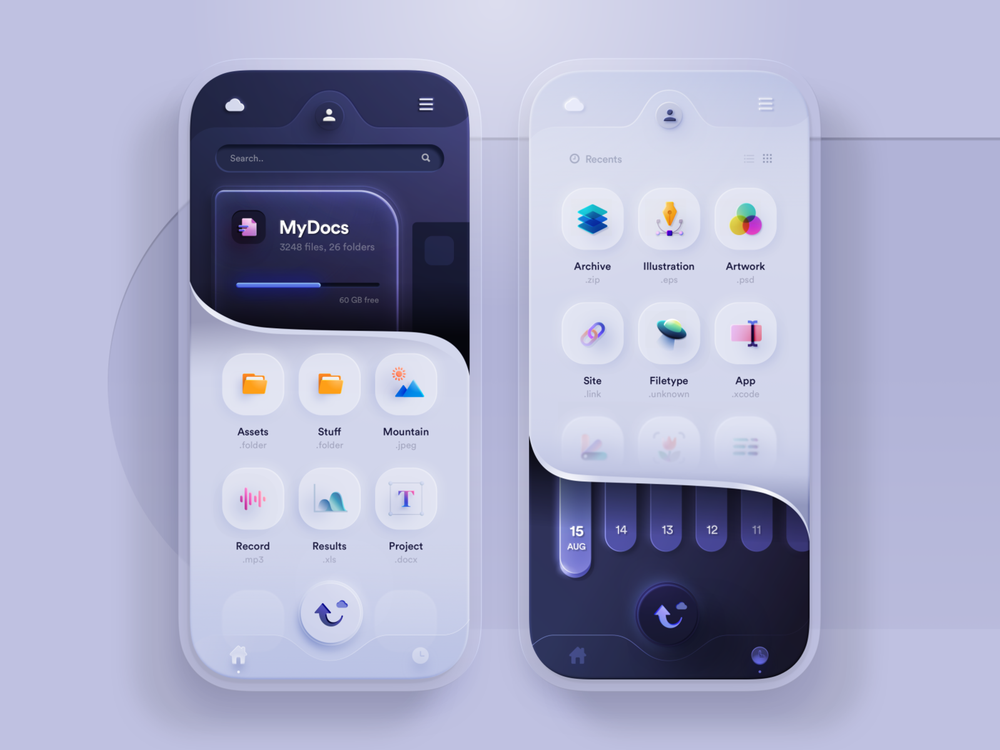 Search..
MyDocs
3248 files, 26 folders
60 GB free
Assets Stuff Mountain
.folder .folder .jpeg
T
Record Results Project
.mp3 .xls .docx
Recents
Archive Illustration Artwork
.zip .eps .psd
Site Filetype App
.link .unknown .xcode
15 14 13 12 11
AUG